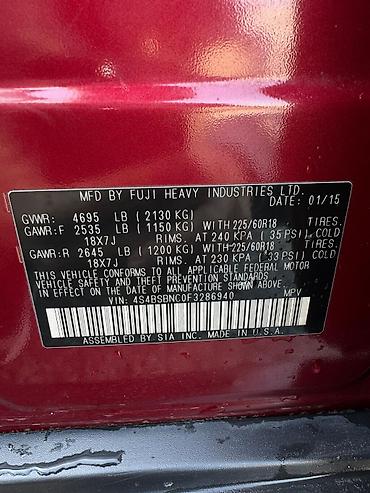 MFD BY FUJI HEAVY INDUSTRIES LTD.
DATE: 01/15
GVWR: 4695 LB (2130 KG)
GAWR:F 2535 LB (1150 KG) WITH 225/60R18 TIRES.
18X7J RIMS. AT 240 KPA (35 PSI). COLD
GAWR:R 2645 LB (1200 KG) WITH 225/60R18 TIRES.
18X7J RIMS. AT 230 KPA (33 PSI). COLD
THIS VEHICLE CONFORMS TO ALL APPLICABLE FEDERAL MOTOR
VEHICLE SAFETY AND THEFT PREVENTION STANDARDS
IN EFFECT ON THE DATE OF MANUFACTURE SHOWN ABOVE.
VIN: 4S4BSBNC0F3286940 MPV
ASSEMBLED BY SIA INC. MADE IN U.S.A.